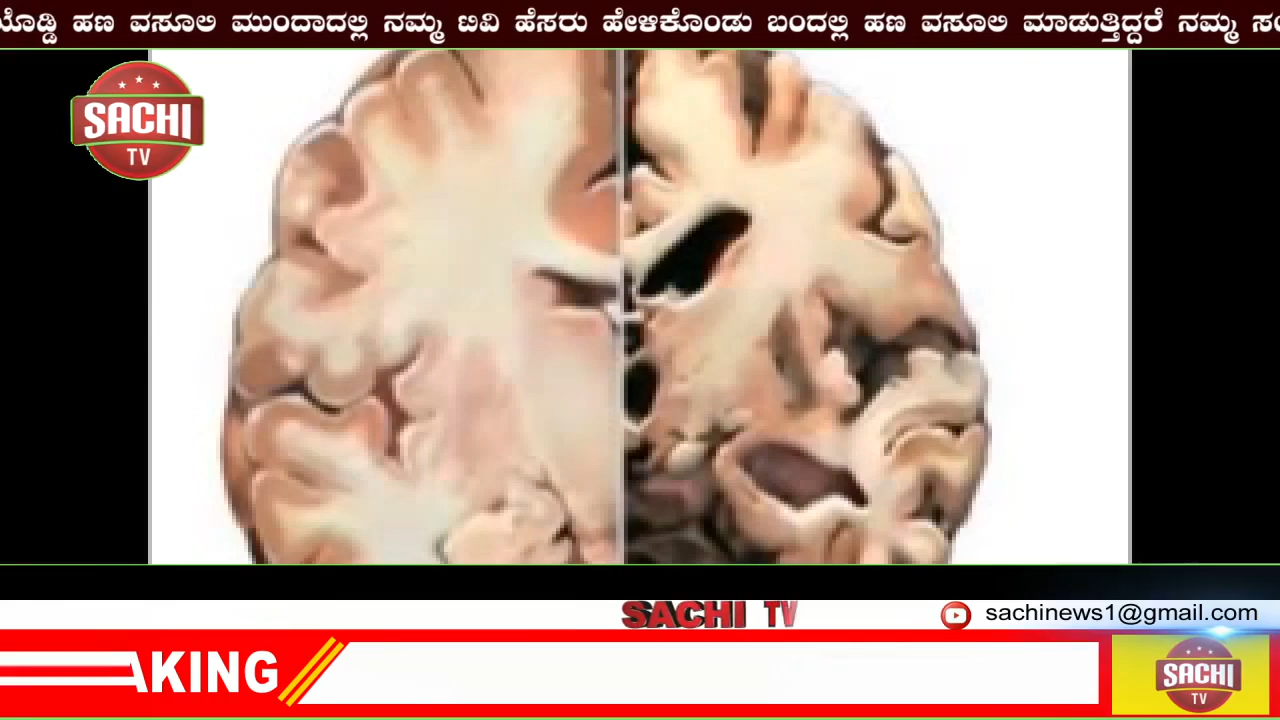 ಹಣ ವಸೂಲಿ ಮುಂದಾದಲ್ಲಿ ನಮ್ಮ ಟಿವಿ ಹೆಸರು ಹೇಳಿಕೊಂಡು ಬಂದಲ್ಲಿ ಹಣ ವಸೂಲಿ ಮಾಡುತ್ತಿದ್ದರೆ ನಮ್ಮ
SACHI
TV
SACHI TV
sachinews1@gmail.com
AKING
SACHI
TV